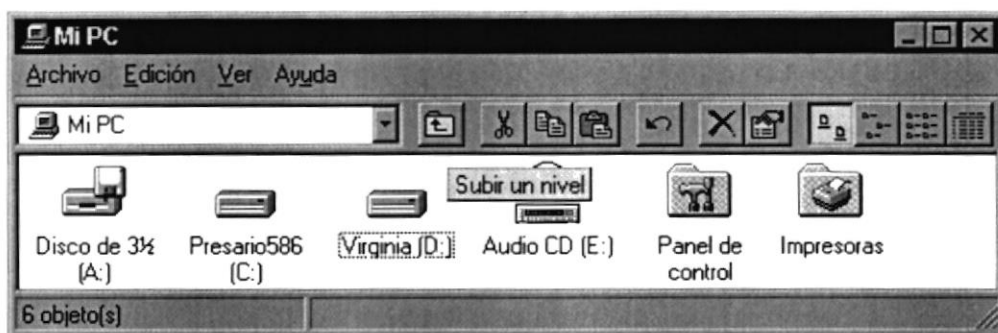 Mi PC
Archivo Edición Ver Ayuda
Mi PC
Subir un nivel
Disco de 3½ (A:)
Presario586 (C:)
Virginia (D:)
Audio CD (E:)
Panel de control
Impresoras
6 objeto(s)